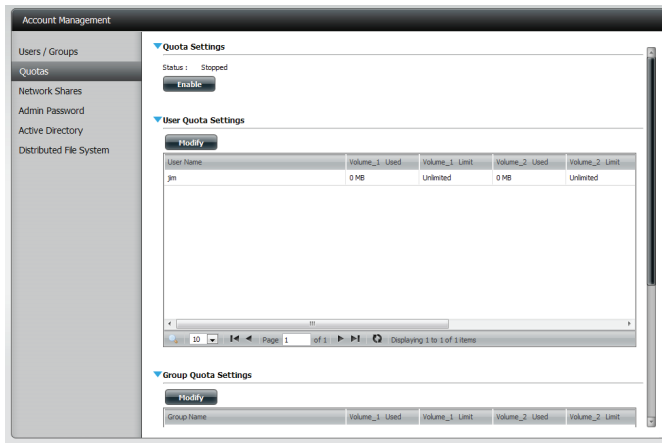 Account Management
Users / Groups
Quotas
Network Shares
Admin Password
Active Directory
Distributed File System
Quota Settings
Status : Stopped
Enable
User Quota Settings
Modify
User Name Volume_1 Used Volume_1 Limit Volume_2 Used Volume_2 Limit
jim 0 MB Unlimited 0 MB Unlimited
10 Page 1 of 1 Displaying 1 to 1 of 1 items
Group Quota Settings
Modify
Group Name Volume_1 Used Volume_1 Limit Volume_2 Used Volume_2 Limit